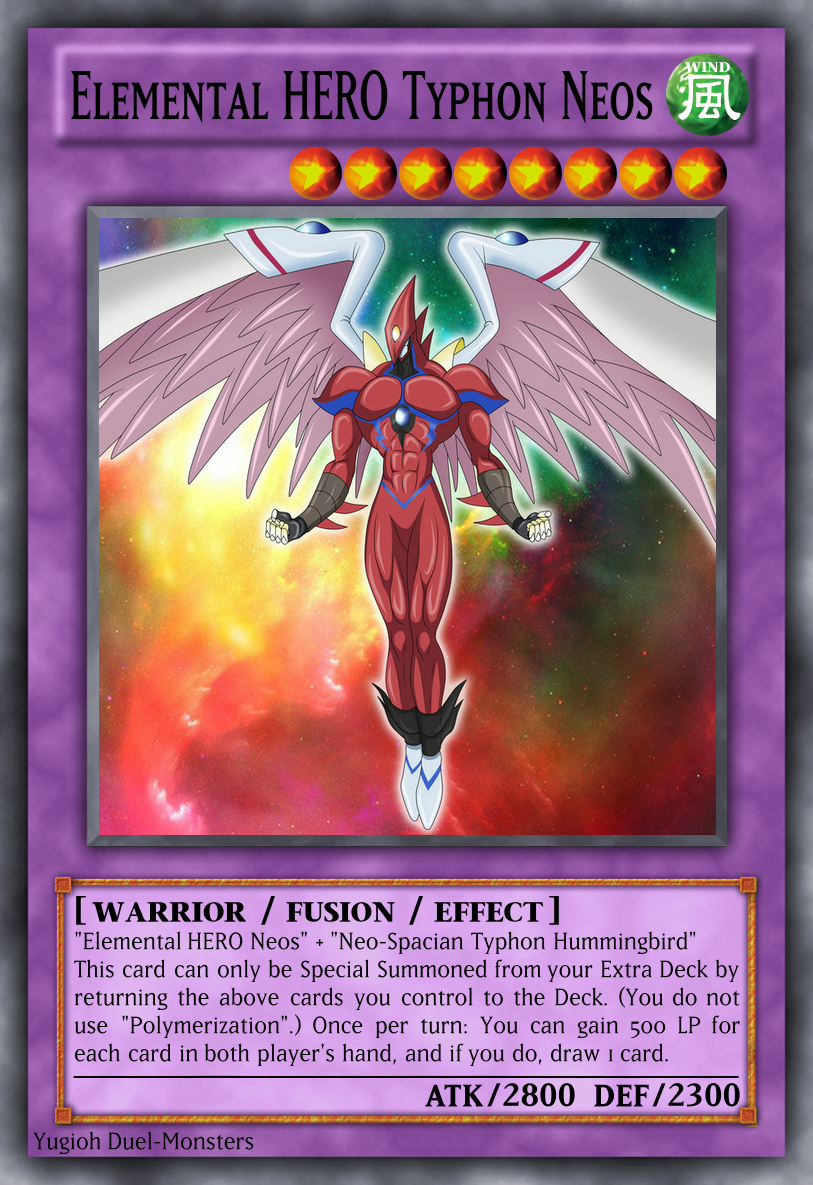 Elemental HERO Typhon Neos
WIND
風
[ WARRIOR / FUSION / EFFECT ]
"Elemental HERO Neos" + "Neo-Spacian Typhon Hummingbird"
This card can only be Special Summoned from your Extra Deck by
returning the above cards you control to the Deck. (You do not
use "Polymerization".) Once per turn: You can gain 500 LP for
each card in both player's hand, and if you do, draw 1 card.
ATK/2800 DEF/2300
Yugioh Duel-Monsters